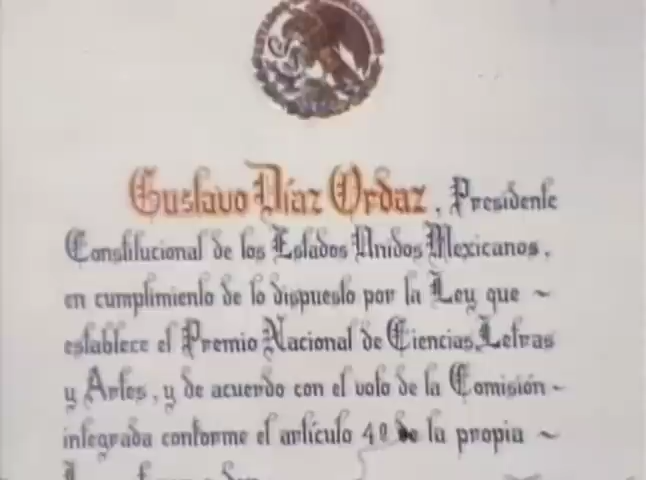 Gustavo Díaz Ordaz, Presidente
Constitucional de los Estados Unidos Mexicanos,
en cumplimiento de lo dispuesto por la Ley que ~
establece el Premio Nacional de Ciencias, Letras
y Artes, y de acuerdo con el voto de la Comisión ~
integrada conforme el artículo 4º de la propia ~